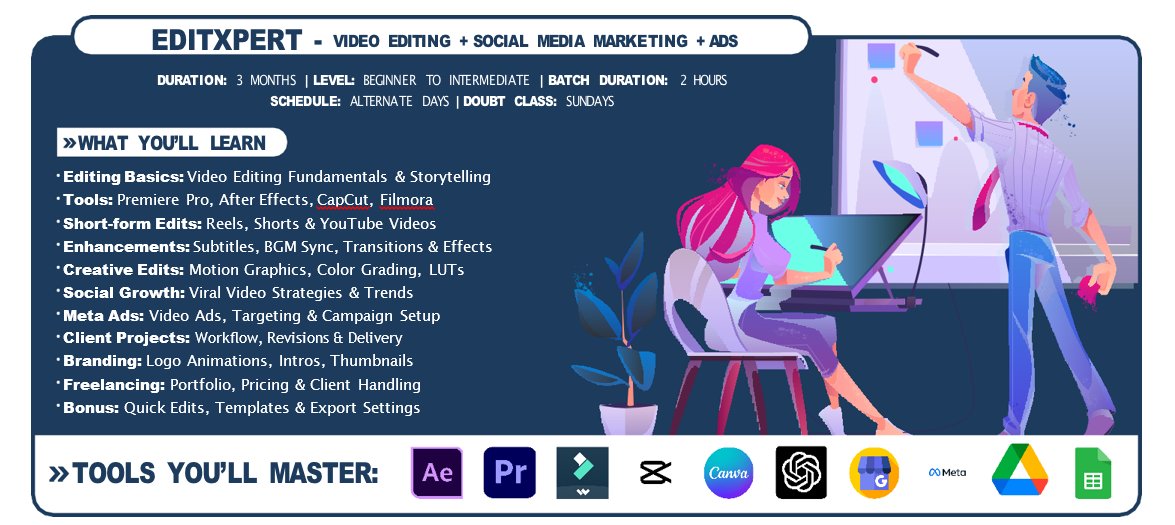 EDITXPERT - VIDEO EDITING + SOCIAL MEDIA MARKETING + ADS
DURATION: 3 MONTHS | LEVEL: BEGINNER TO INTERMEDIATE | BATCH DURATION: 2 HOURS
SCHEDULE: ALTERNATE DAYS | DOUBT CLASS: SUNDAYS
»WHAT YOU'LL LEARN
• Editing Basics: Video Editing Fundamentals & Storytelling
• Tools: Premiere Pro, After Effects, CapCut, Filmora
• Short-form Edits: Reels, Shorts & YouTube Videos
• Enhancements: Subtitles, BGM Sync, Transitions & Effects
• Creative Edits: Motion Graphics, Color Grading, LUTs
• Social Growth: Viral Video Strategies & Trends
• Meta Ads: Video Ads, Targeting & Campaign Setup
• Client Projects: Workflow, Revisions & Delivery
• Branding: Logo Animations, Intros, Thumbnails
• Freelancing: Portfolio, Pricing & Client Handling
• Bonus: Quick Edits, Templates & Export Settings
»TOOLS YOU'LL MASTER: Ae Pr Canva G Meta